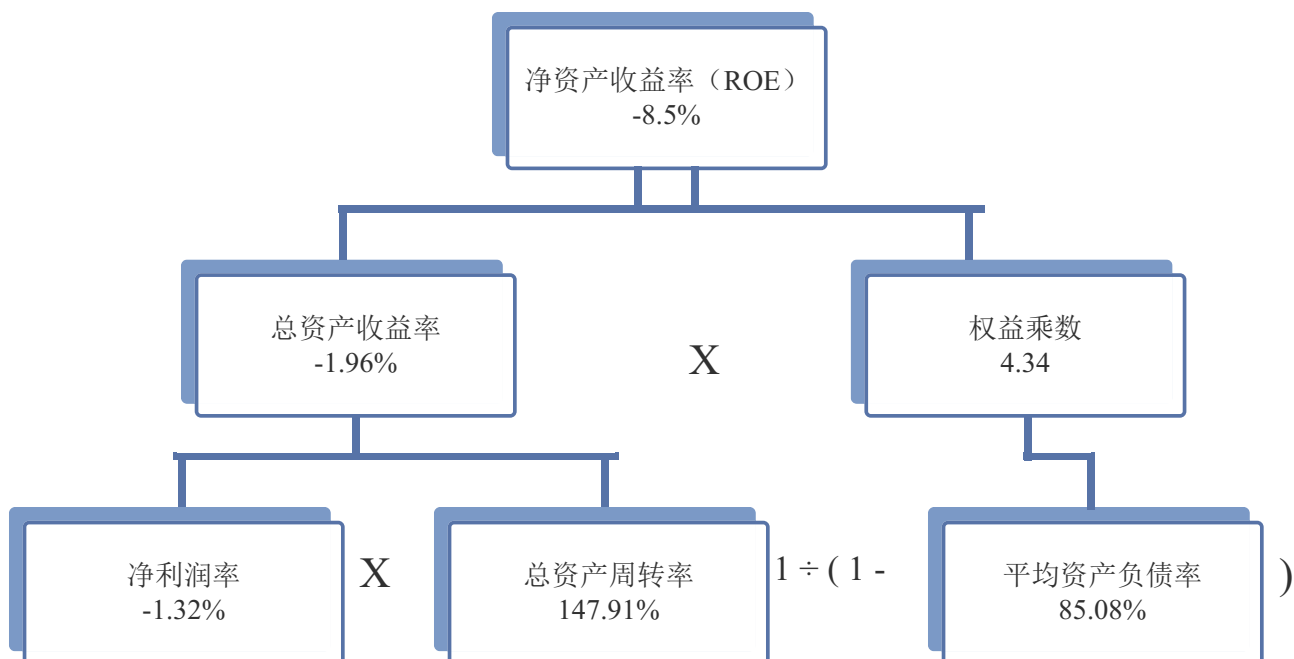 净资产收益率（ROE）
-8.5%
总资产收益率
-1.96%
X
权益乘数
4.34
净利润率
-1.32%
X
总资产周转率
147.91%
1 ÷ ( 1 -
平均资产负债率
85.08%
)